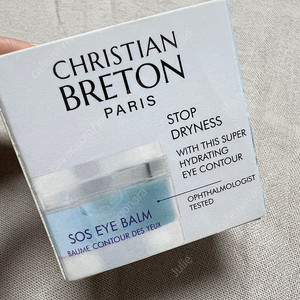 CHRISTIAN
BRETON
PARIS
STOP
DRYNESS
WITH THIS SUPER
HYDRATING
EYE CONTOUR
OPHTHALMOLOGIST
TESTED
SOS EYE BALM
BAUME CONTOUR DES YEUX
julie